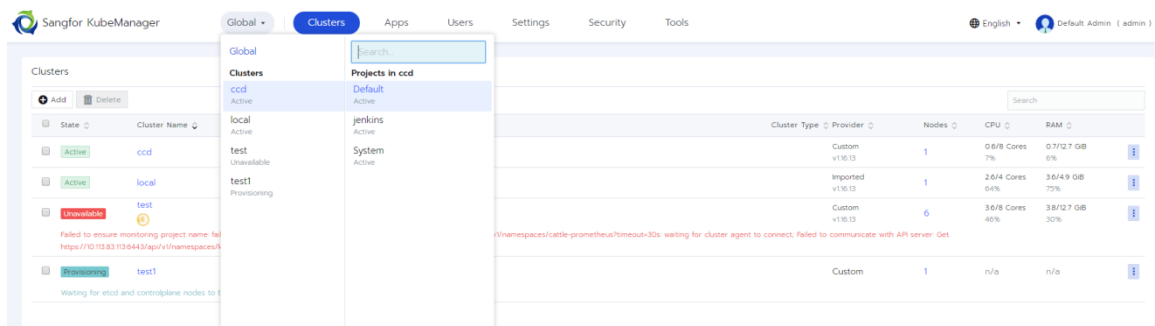 Sangfor KubeManager Global Clusters Apps Users Settings Security Tools English Default Admin ( admin )
Global Search...
Clusters Projects in ccd
ccd Default
Active Active
local jenkins
Active Active
test System
Unavailable Active
test1
Provisioning
Clusters
Add Delete Search
State Cluster Name Cluster Type Provider Nodes CPU RAM
Active ccd Custom 1 0.6/8 Cores 0.7/12.7 GiB
v1.16.13 7% 6%
Active local Imported 1 2.6/4 Cores 3.6/4.9 GiB
v1.16.13 64% 75%
Unavailable test Custom 6 3.6/8 Cores 3.8/12.7 GiB
v1.16.13 46% 30%
Failed to ensure monitoring project name: fai v1/namespaces/cattle-prometheus?timeout=30s: waiting for cluster agent to connect; Failed to communicate with API server: Get
https://10.113.83.113:6443/api/v1/namespaces/
Provisioning test1 Custom 1 n/a n/a
Waiting for etcd and controlplane nodes to